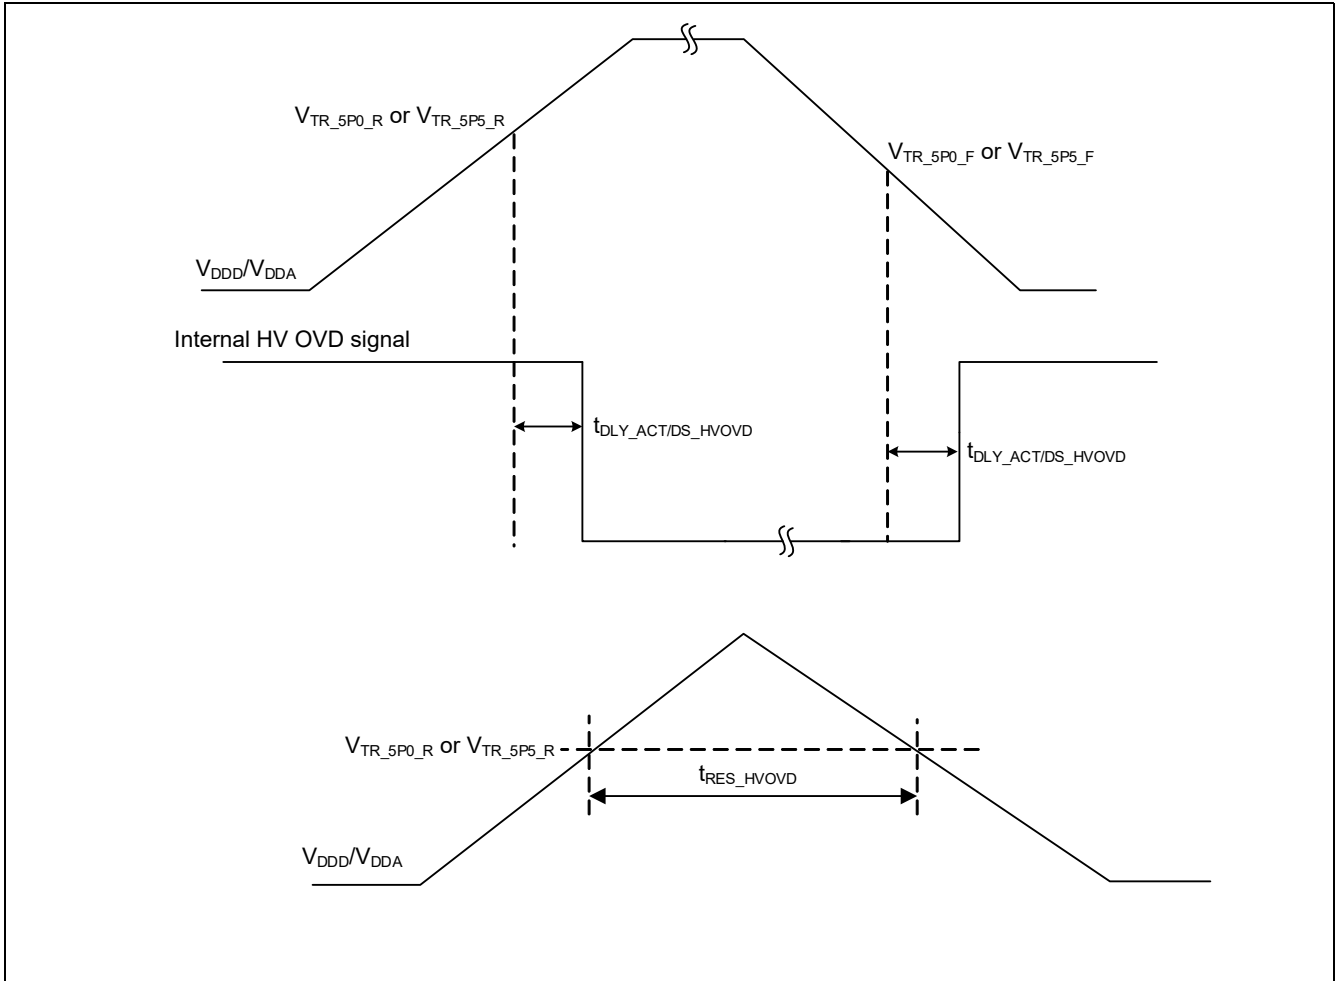 VTR_5P0_R or VTR_5P5_R
VTR_5P0_F or VTR_5P5_F
VDDD/VDDA
Internal HV OVD signal
tDLY_ACT/DS_HVOVD
tDLY_ACT/DS_HVOVD
VTR_5P0_R or VTR_5P5_R
tRES_HVOVD
VDDD/VDDA